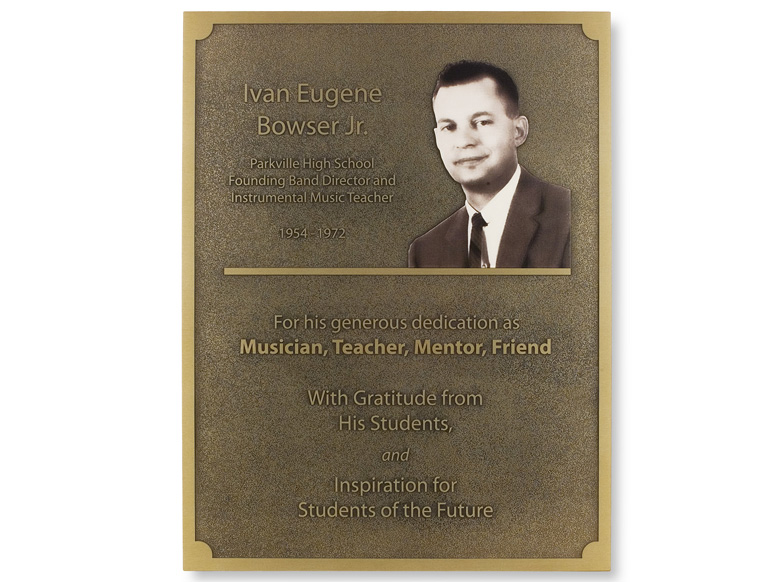 Ivan Eugene
Bowser Jr.
Parkville High School
Founding Band Director and
Instrumental Music Teacher
1954 -1972
For his generous dedication as
Musician, Teacher, Mentor, Friend
With Gratitude from
His Students,
and
Inspiration for
Students of the Future